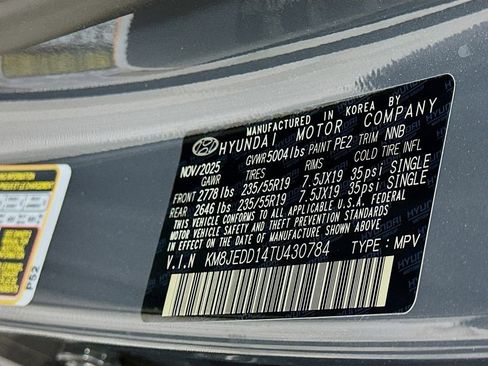 MANUFACTURED IN KOREA BY
HYUNDAI MOTOR COMPANY
NOV/2025 GVWR 5004 lbs PAINT PE2 TRIM NNB
GAWR TIRES RIMS COLD TIRE INFL
FRONT 2778 lbs 235/55R19 7.5JX19 35psi SINGLE
REAR 2646 lbs 235/55R19 7.5JX19 35psi SINGLE
THIS VEHICLE CONFORMS TO ALL APPLICABLE U.S.A. FEDERAL
MOTOR VEHICLE SAFETY AND THEFT PREVENTION STANDARDS
IN EFFECT ON THE DATE OF MANUFACTURE SHOWN ABOVE.
V.I.N KM8JEDD14TU430784 TYPE : MPV
P52